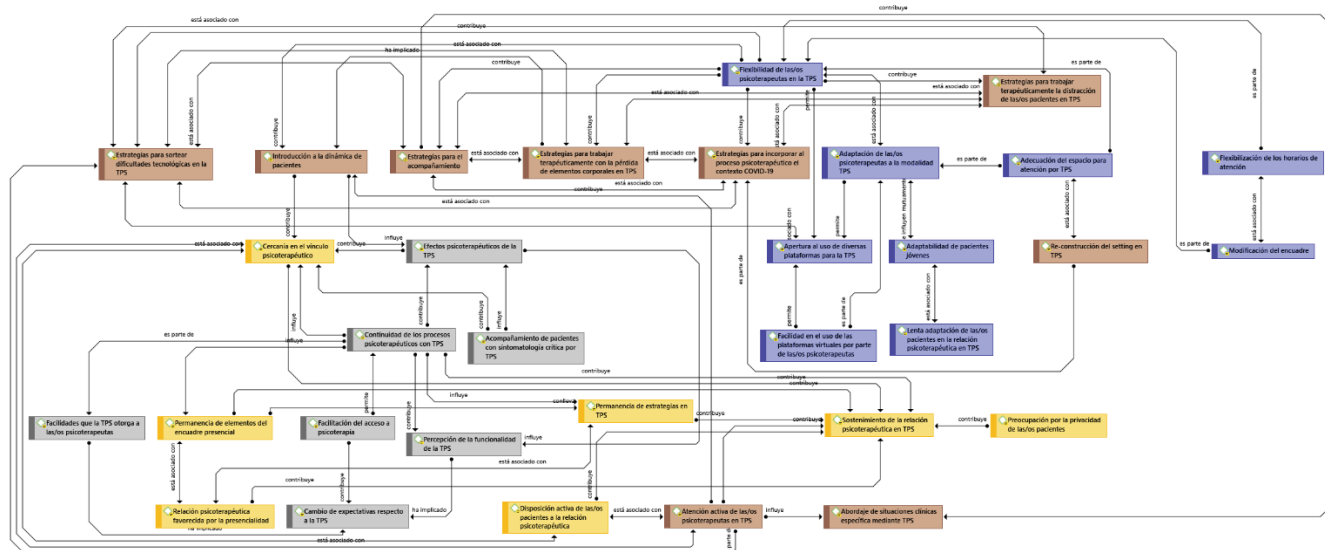 contribuye
está asociado con
contribuye
está asociado con
ha implicado
contribuye
está asociado con
Flexibilidad de las/os
psicoterapeutas en la TPS
contribuye
es parte de
es parte de
Estrategias para trabajar
terapéuticamente la distracción
de las/os pacientes en TPS
está asociado con
permite
está asociado con
está asociado con
contribuye
contribuye
contribuye
está asociado con
está asociado con
Estrategias para sortear
dificultades tecnológicas en la
TPS
Introducción a la dinámica de
pacientes
Estrategias para el
acompañamiento
está asociado con
Estrategias para trabajar
terapéuticamente con la pérdida
de elementos corporales en TPS
está asociado con
Estrategias para incorporar al
proceso psicoterapéutico el
contexto COVID-19
Adaptación de las/os
psicoterapeutas a la modalidad
TPS
es parte de
Adecuación del espacio para
atención por TPS
Flexibilización de los horarios de
atención
está asociado con
está asociado con
contribuye
permite
está asociado con
está asociado con
está asociado con
Cercanía en el vínculo
psicoterapéutico
influye
contribuye
Efectos psicoterapéuticos de la
TPS
Apertura al uso de diversas
plataformas para la TPS
Adaptabilidad de pacientes
jóvenes
Re-construcción del setting en
TPS
es parte de
Modificación del encuadre
es parte de
influye
contribuye
contribuye
influye
permite
es parte de
está asociado con
es parte de
influye
Continuidad de los procesos
psicoterapéuticos con TPS
Acompañamiento de pacientes
con sintomatología crítica por
TPS
Facilidad en el uso de las
plataformas virtuales por parte
de las/os psicoterapeutas
Lenta adaptación de las/os
pacientes en la relación
psicoterapéutica en TPS
permite
contribuye
influye
contribuye
contribuye
Facilidades que la TPS otorga a
las/os psicoterapeutas
Permanencia de elementos del
encuadre presencial
Facilitación del acceso a
psicoterapia
conlleva
Permanencia de estrategias en
TPS
contribuye
contribuye
Sostenimiento de la relación
psicoterapéutica en TPS
contribuye
Preocupación por la privacidad
de las/os pacientes
Percepción de la funcionalidad
de la TPS
influye
está asociado con
está asociado con
contribuye
contribuye
contribuye
Relación psicoterapéutica
favorecida por la presencialidad
Cambio de expectativas respecto
a la TPS
ha implicado
Disposición activa de las/os
pacientes a la relación
psicoterapéutica
está asociado con
Atención activa de las/os
psicoterapeutas en TPS
influye
Abordaje de situaciones clínicas
específica mediante TPS
ha implicado
está asociado con